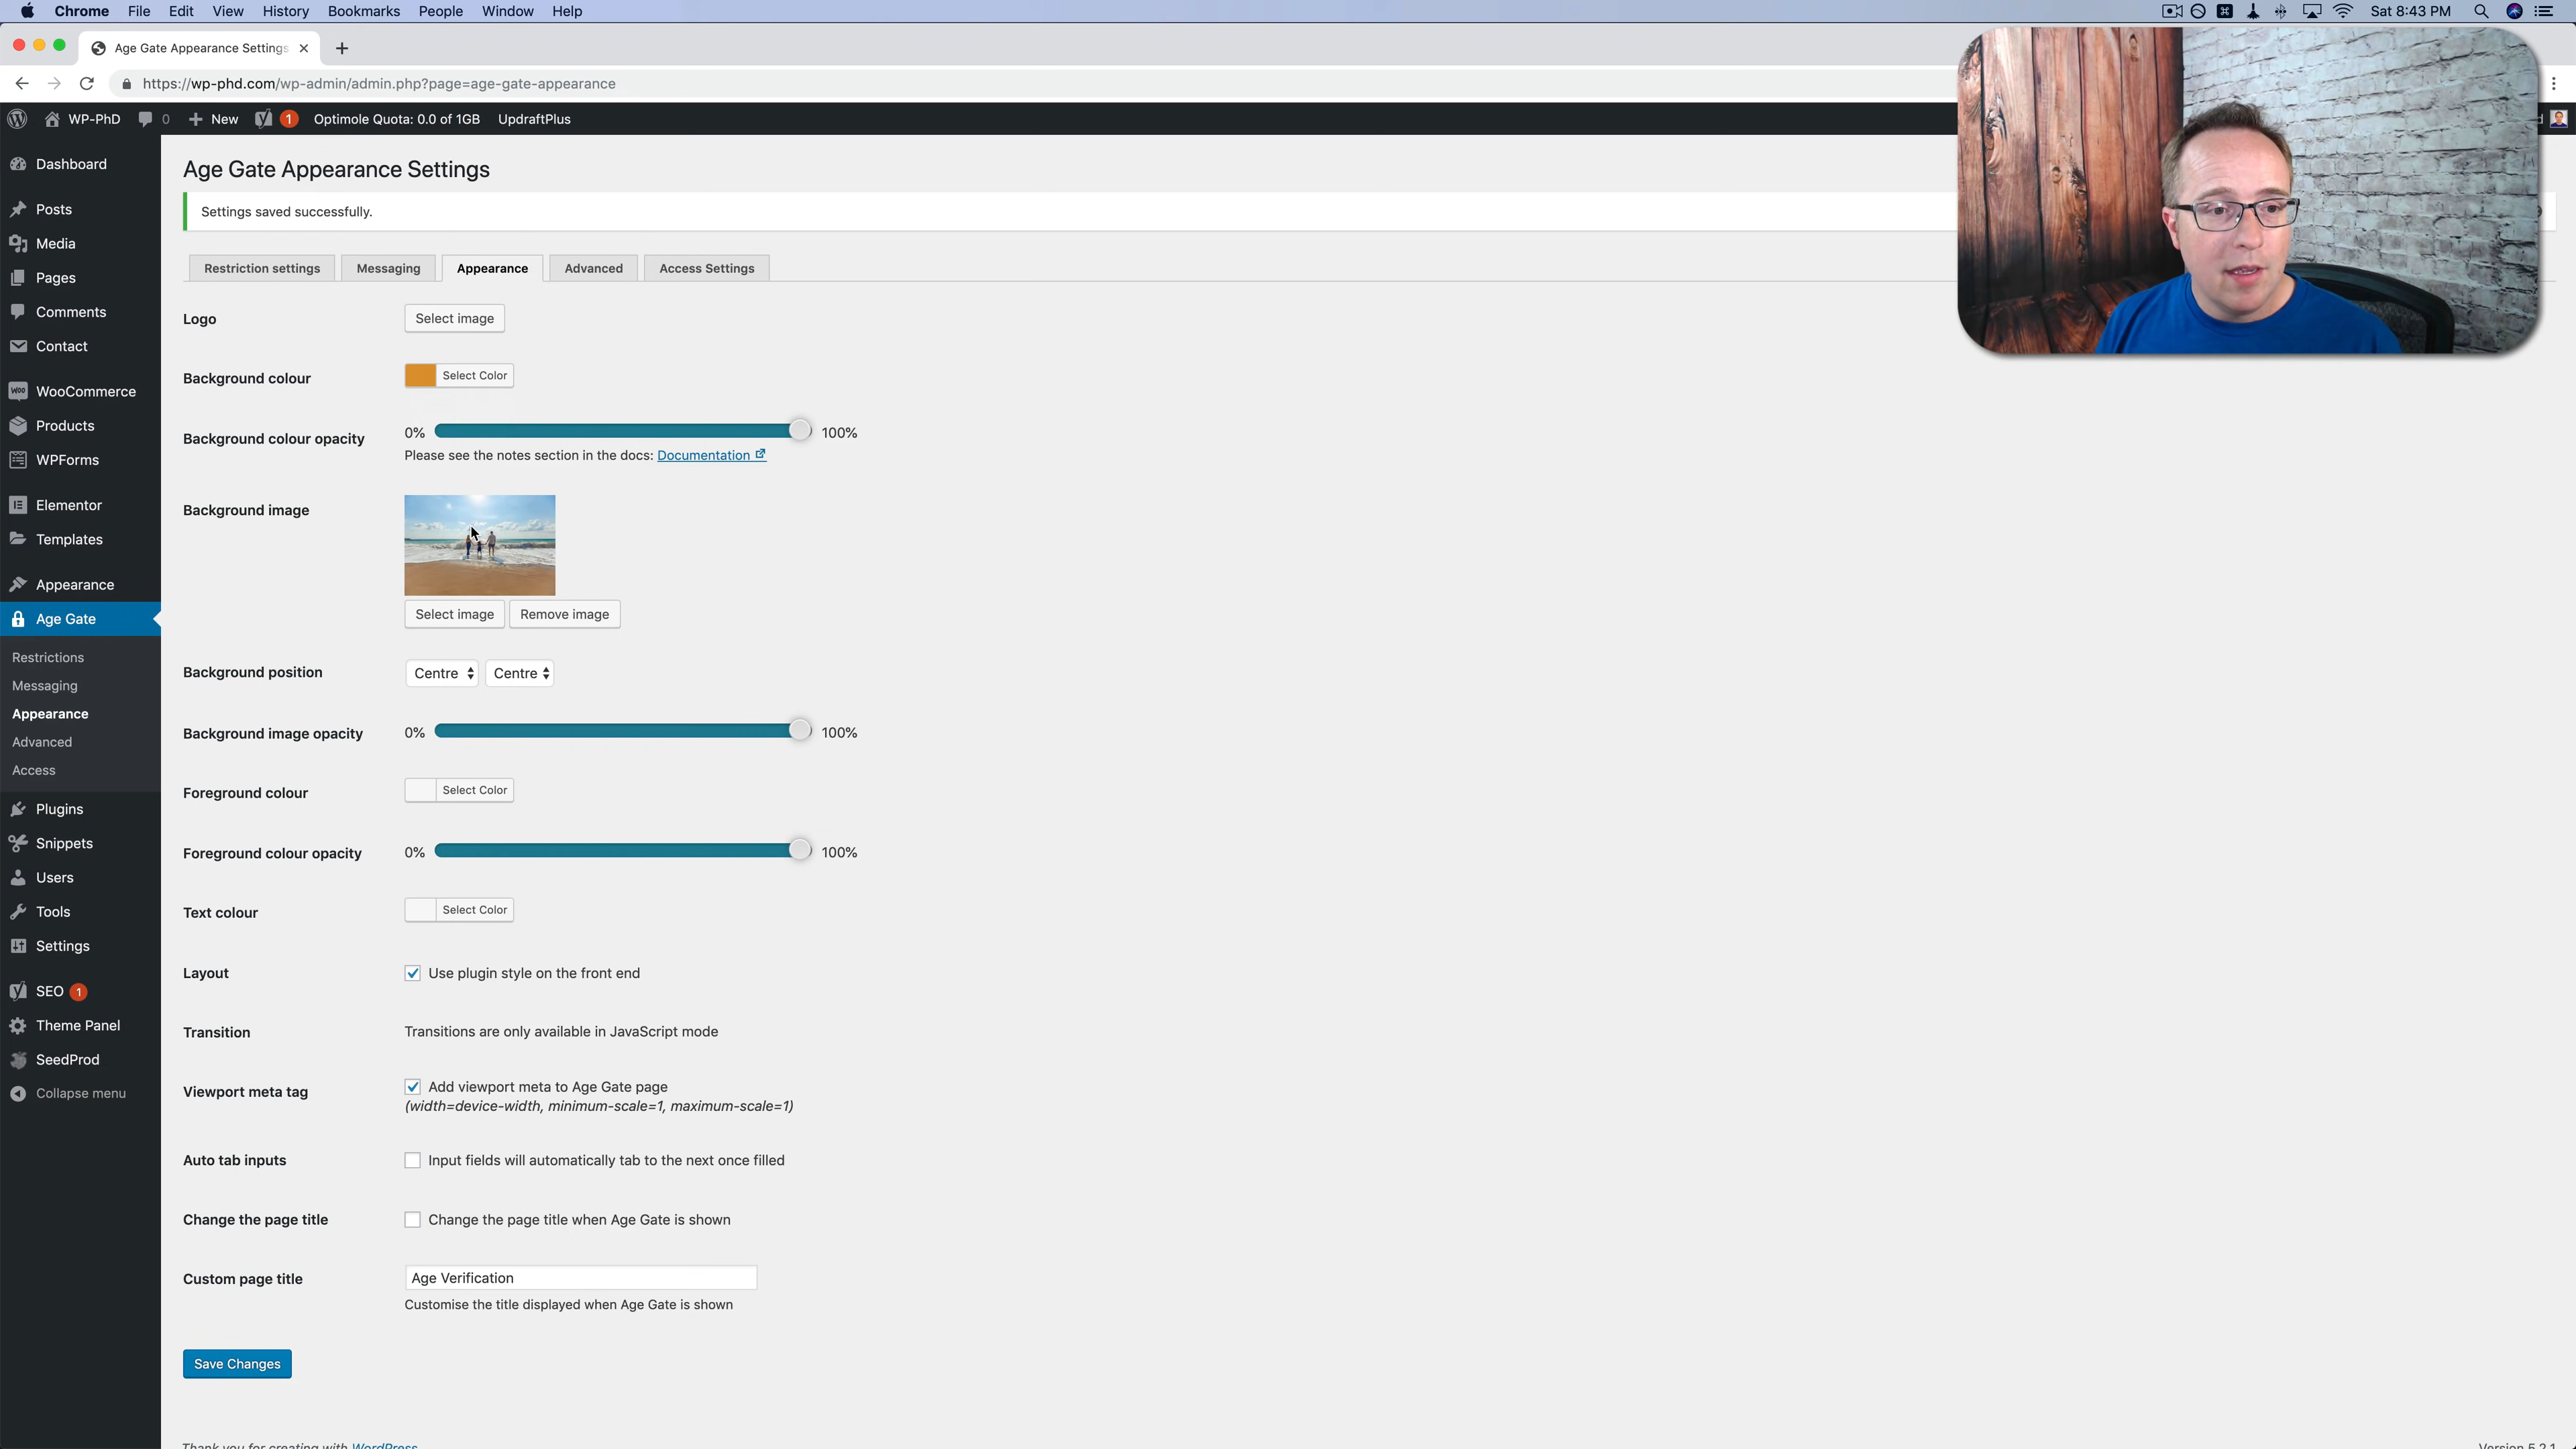 Chrome File Edit View History Bookmarks People Window Help Sat 8:43 PM
Age Gate Appearance Settings
https://wp-phd.com/wp-admin/admin.php?page=age-gate-appearance
WP-PhD 0 New 1 Optimole Quota: 0.0 of 1GB UpdraftPlus
Dashboard
Posts
Media
Pages
Comments
Contact
WooCommerce
Products
WPForms
Elementor
Templates
Appearance
Age Gate
Restrictions
Messaging
Appearance
Advanced
Access
Plugins
Snippets
Users
Tools
Settings
SEO 1
Theme Panel
SeedProd
Collapse menu
Age Gate Appearance Settings
Settings saved successfully.
Restriction settings Messaging Appearance Advanced Access Settings
Logo Select image
Background colour Select Color
Background colour opacity 0% 100%
Please see the notes section in the docs: Documentation
Background image
Select image Remove image
Background position Centre Centre
Background image opacity 0% 100%
Foreground colour Select Color
Foreground colour opacity 0% 100%
Text colour Select Color
Layout Use plugin style on the front end
Transition Transitions are only available in JavaScript mode
Viewport meta tag Add viewport meta to Age Gate page
(width=device-width, minimum-scale=1, maximum-scale=1)
Auto tab inputs Input fields will automatically tab to the next once filled
Change the page title Change the page title when Age Gate is shown
Custom page title Age Verification
Customise the title displayed when Age Gate is shown
Save Changes
Thank you for creating with WordPress
Version 5.2.1